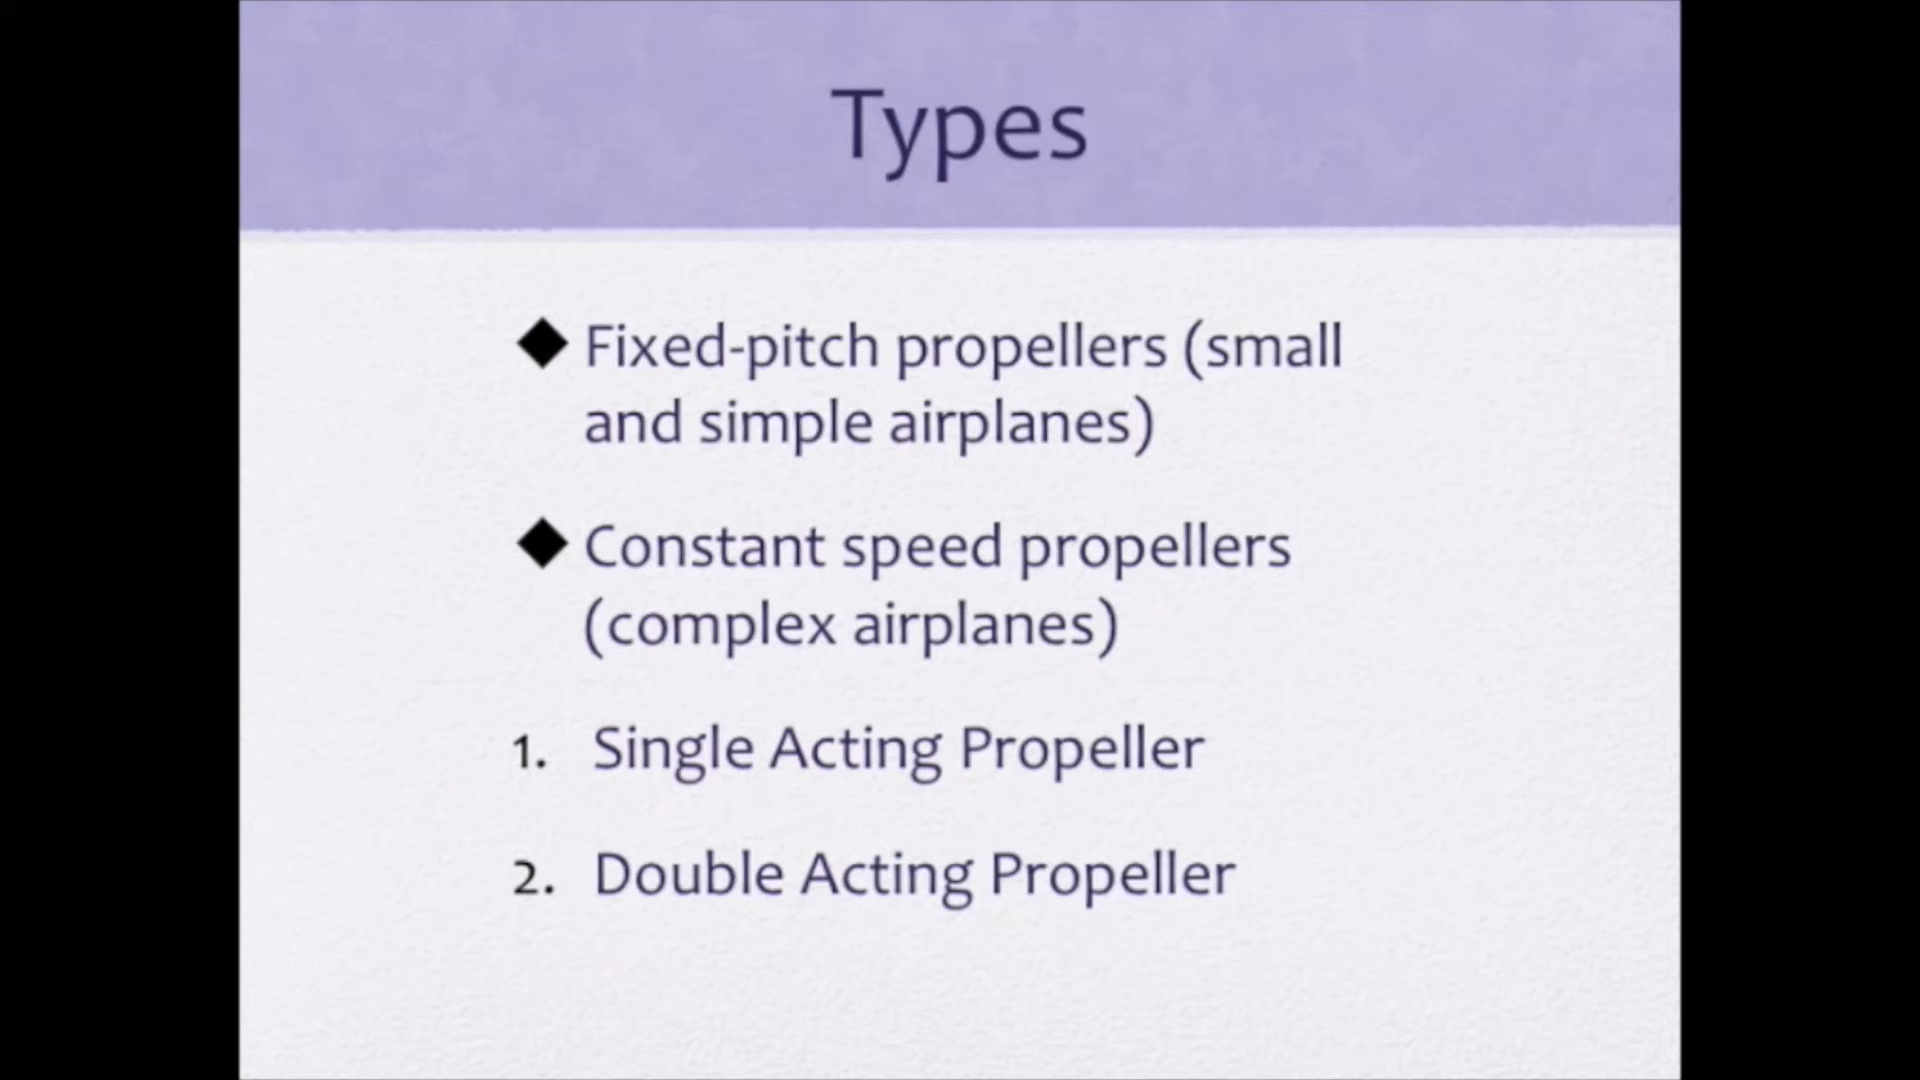 Types
◆ Fixed-pitch propellers (small
and simple airplanes)
◆ Constant speed propellers
(complex airplanes)
1. Single Acting Propeller
2. Double Acting Propeller